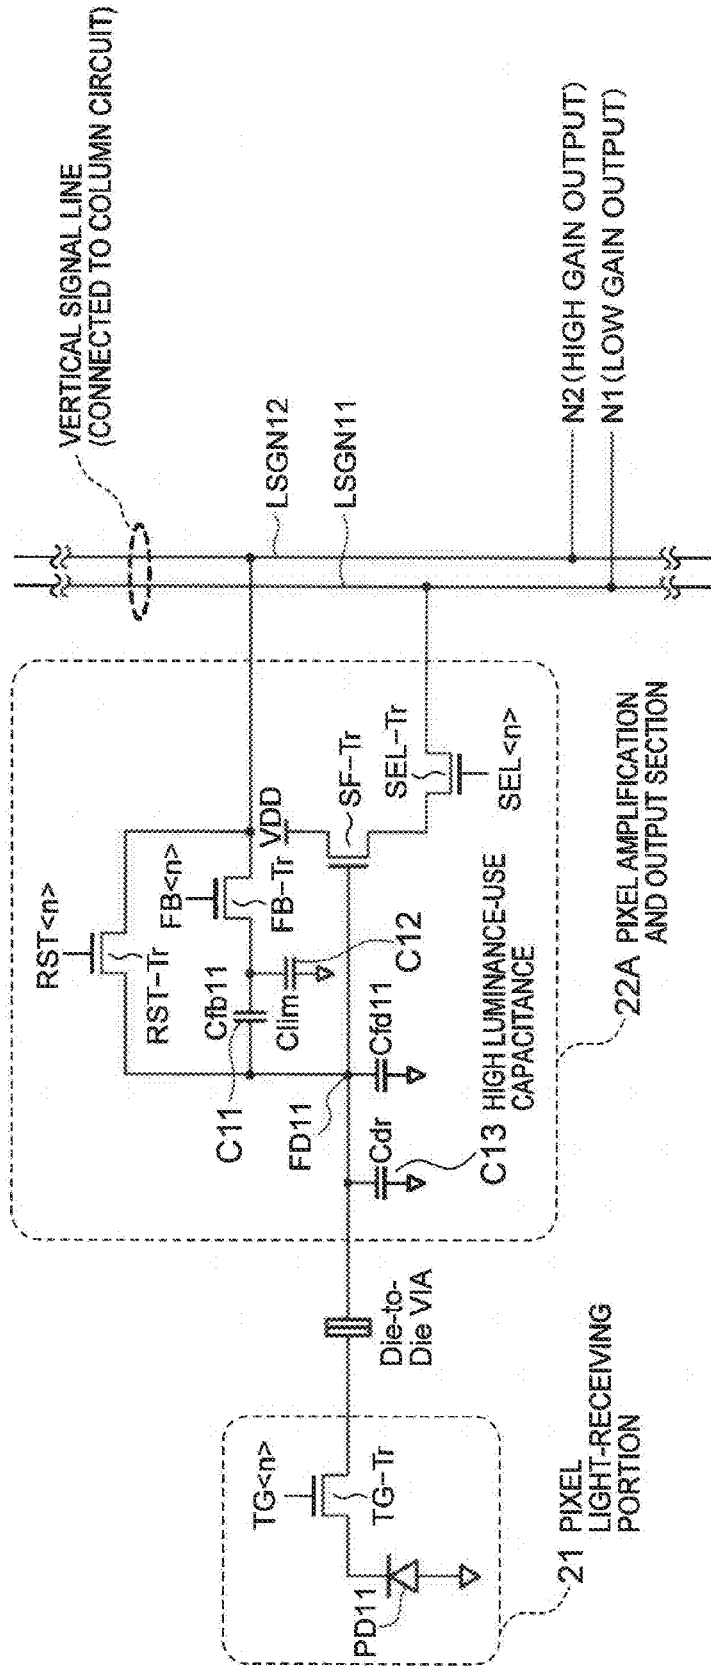 VERTICAL SIGNAL LINE
(CONNECTED TO COLUMN CIRCUIT)
LSGN12
LSGN11
N2(HIGH GAIN OUTPUT)
N1(LOW GAIN OUTPUT)
RST<n>
RST-Tr
FB<n>
FB-Tr
VDD
SF-Tr
SEL-Tr
SEL<n>
Cfb11
C11
Clim
C12
FD11
Cfd11
Cdr
C13
HIGH LUMINANCE-USE
CAPACITANCE
22A PIXEL AMPLIFICATION
AND OUTPUT SECTION
Die-to-
Die VIA
TG<n>
TG-Tr
PD11
21 PIXEL
LIGHT-RECEIVING
PORTION